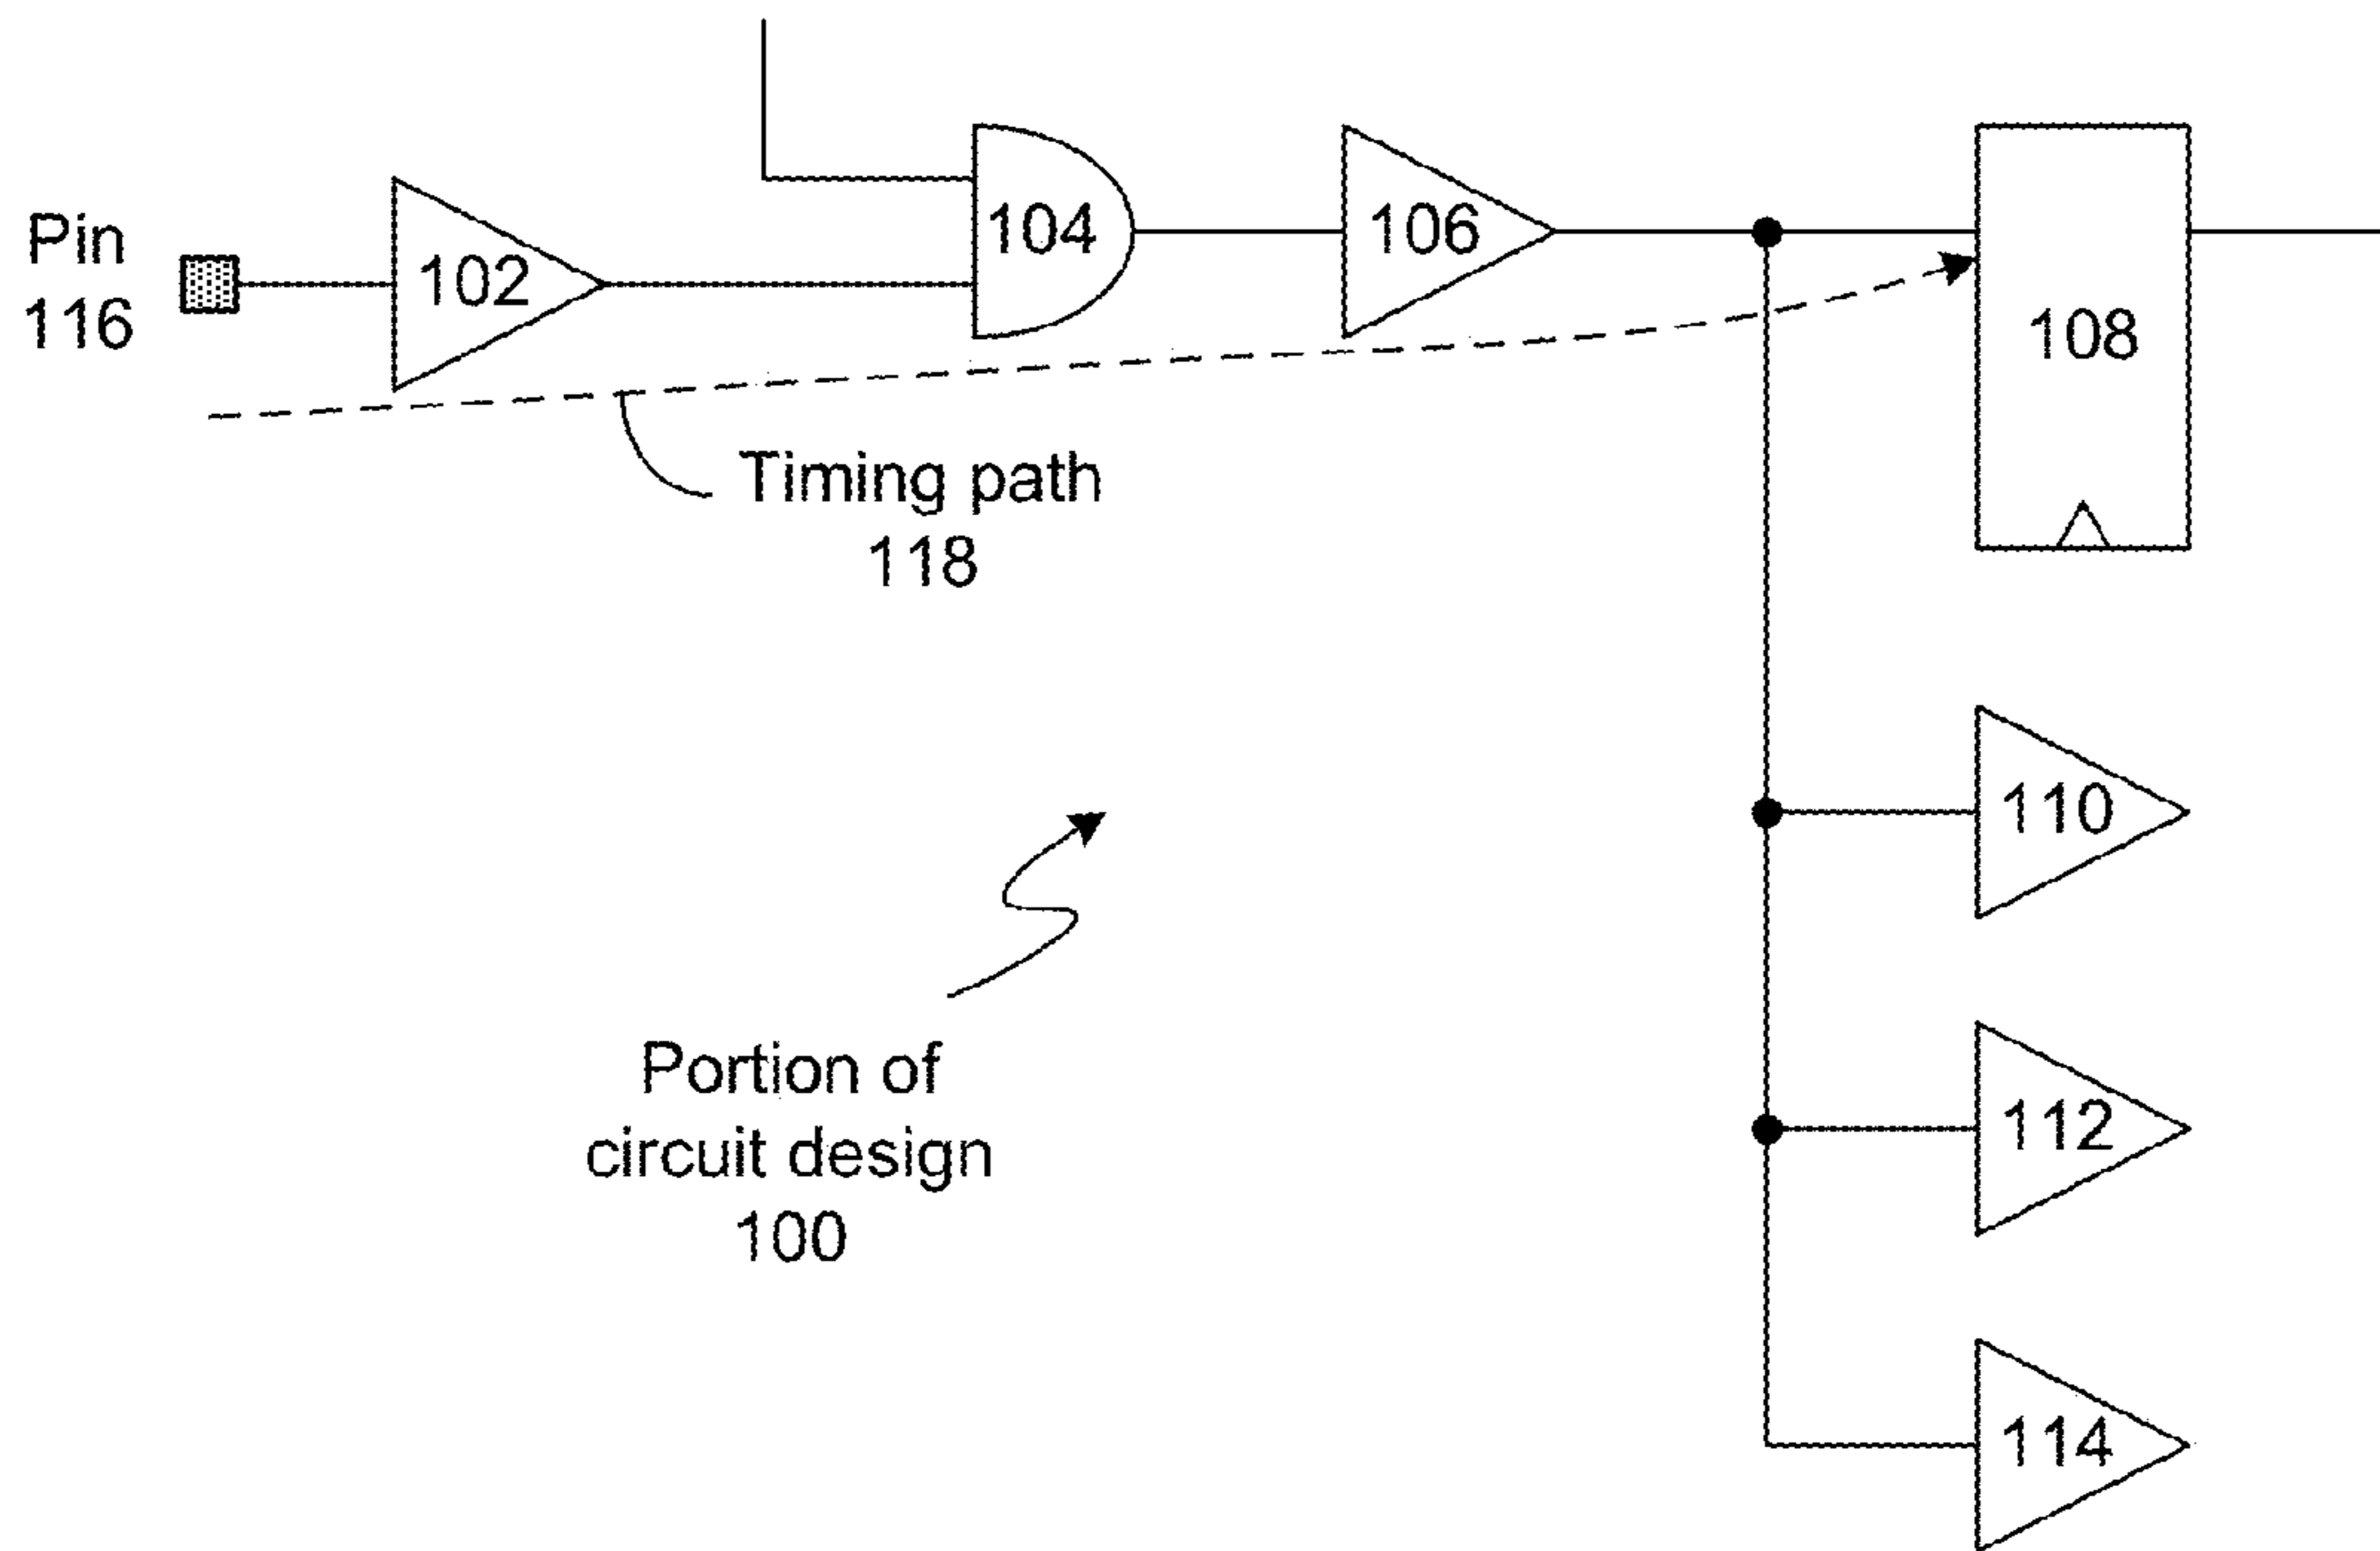 Pin
116
102
104
106
108
Timing path
118
110
Portion of
circuit design
100
112
114